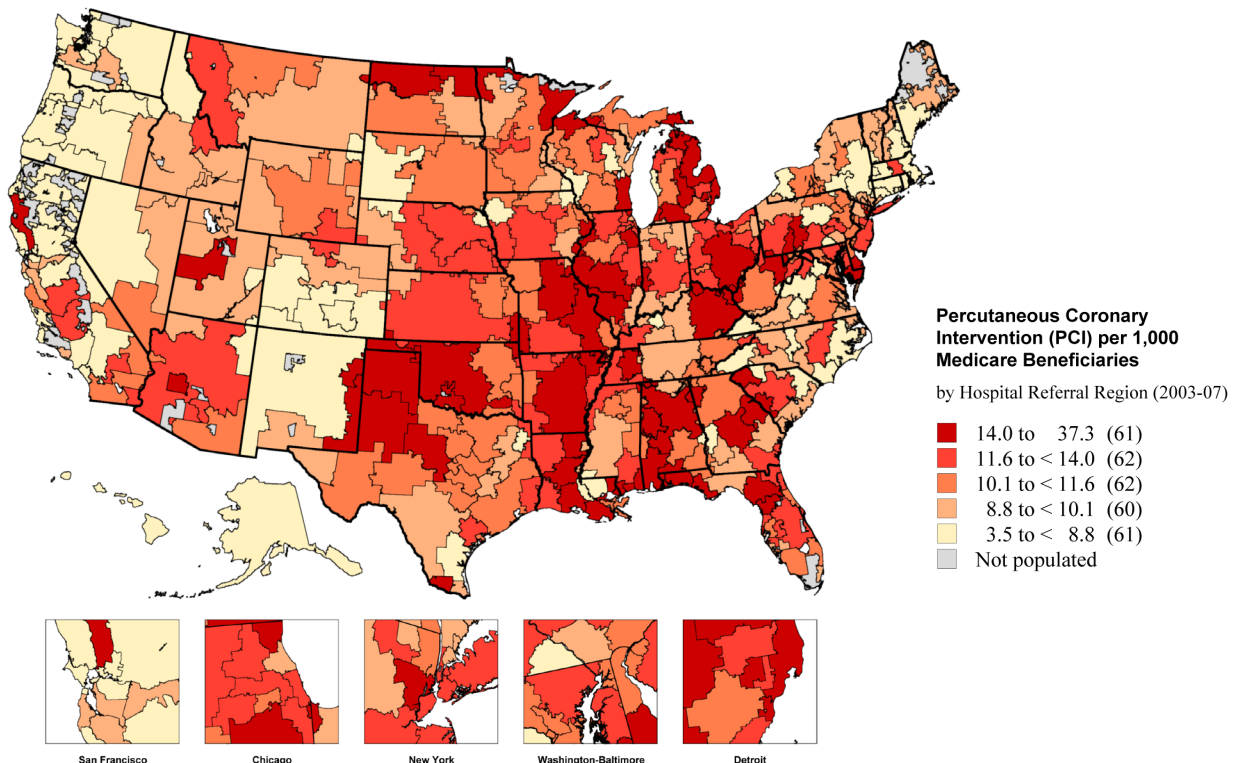 Percutaneous Coronary
Intervention (PCI) per 1,000
Medicare Beneficiaries
by Hospital Referral Region (2003-07)
14.0 to 37.3 (61)
11.6 to < 14.0 (62)
10.1 to < 11.6 (62)
8.8 to < 10.1 (60)
3.5 to < 8.8 (61)
Not populated
San Francisco Chicago New York Washington-Baltimore Detroit